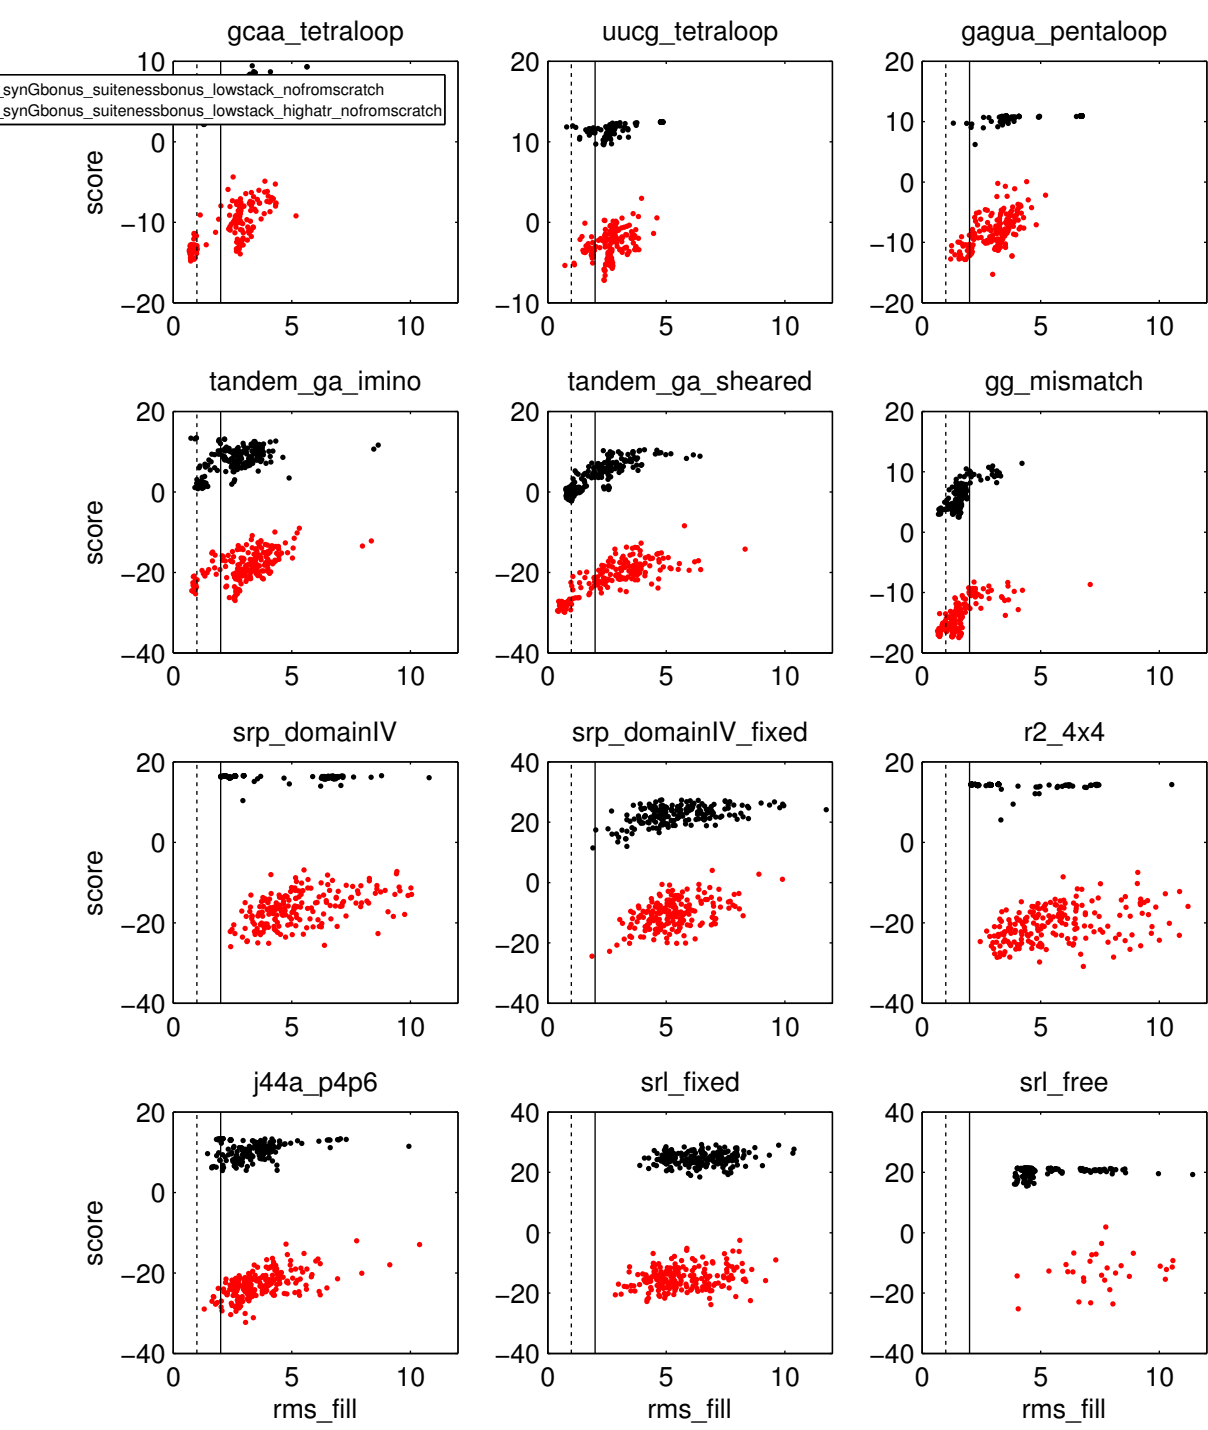 gcaa_tetraloop uucg_tetraloop gagua_pentaloop
10 20 20
_synGbonus_suitenessbonus_lowstack_nofromscratch
_synGbonus_suitenessbonus_lowstack_highatr_nofromscratch
10 10
0 0 0
score
−10 −10
−20 −10 −20
0 5 10 0 5 10 0 5 10
tandem_ga_imino tandem_ga_sheared gg_mismatch
20 20 20
10
0 0 0
score
−20 −20 −10
−40 −40 −20
0 5 10 0 5 10 0 5 10
srp_domainIV srp_domainIV_fixed r2_4x4
20 40 20
0 20 0
score
0
−20 −20 −20
−40 −40 −40
0 5 10 0 5 10 0 5 10
j44a_p4p6 srl_fixed srl_free
20 40 40
0 20 20
score
0 0
−20 −20 −20
−40 −40 −40
0 5 10 0 5 10 0 5 10
rms_fill rms_fill rms_fill